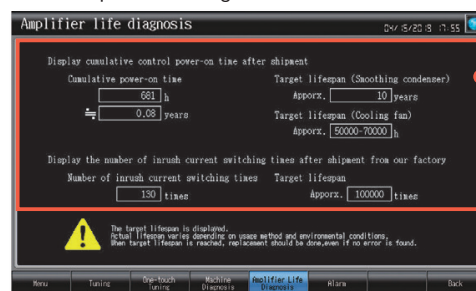 Amplifier life diagnosis
04/15/2013 17:55
Display cumulative control power-on time after shipment
Cumulative power-on time
Target lifespan (Smoothing condenser)
681 h
Apporx. 10 years
≒ 0.08 years
Target lifespan (Cooling fan)
Apporx. 50000-70000 h
Display the number of inrush current switching times after shipment from our factory
Number of inrush current switching times
Target lifespan
130 times
Apporx. 100000 times
The target lifespan is displayed.
Actual lifespan varies depending on usage method and environmental conditions.
When target lifespan is reached, replacement should be done,even if no error is found.
Menu
Tuning
One-touch Tuning
Machine Diagnosis
Amplifier Life Diagnosis
Alarm
Back